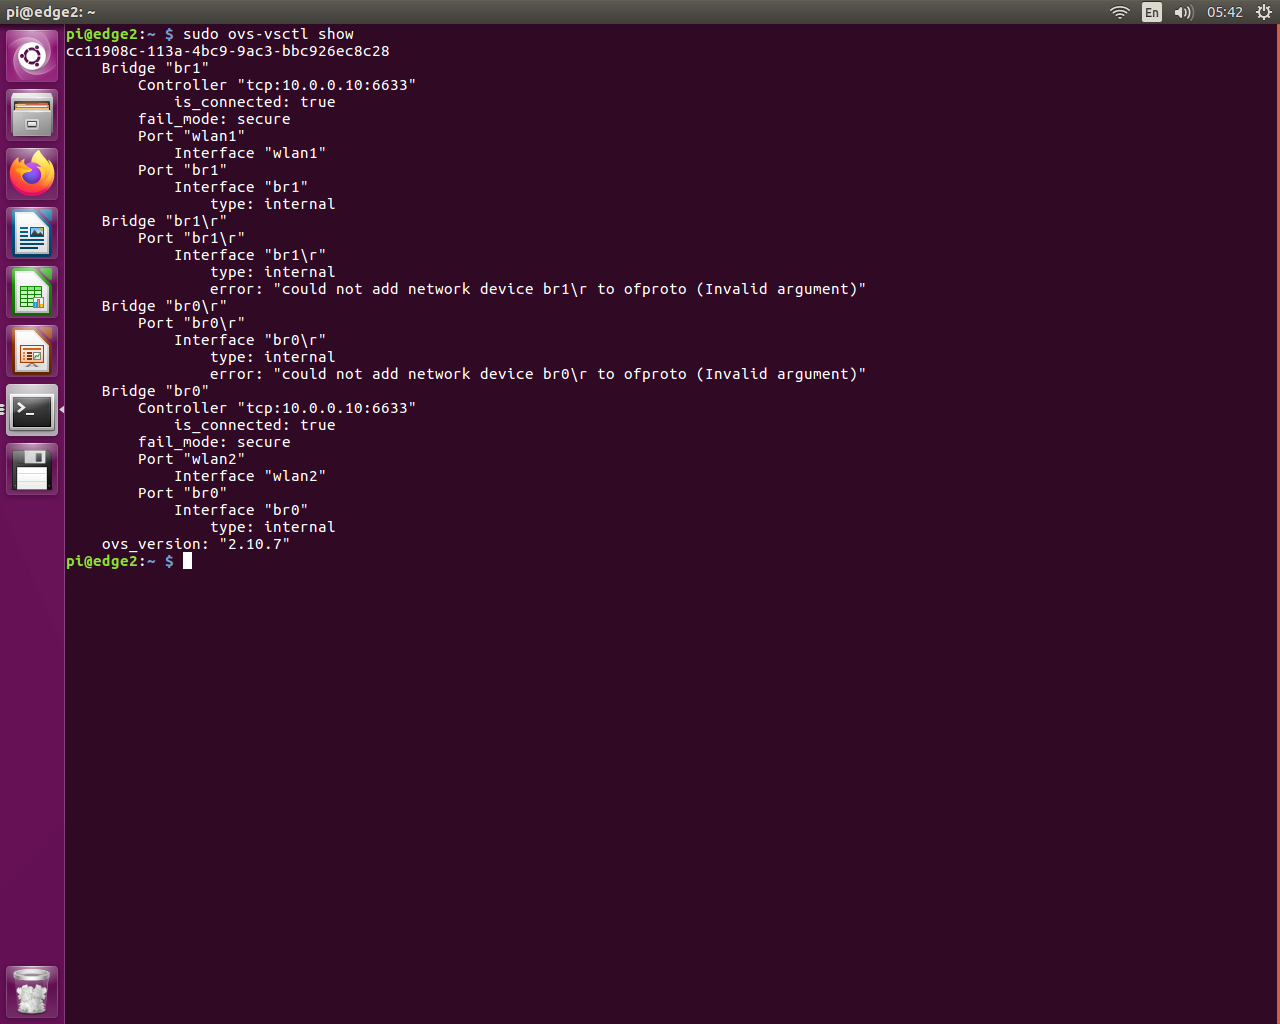 pi@edge2: ~
En
05:42
pi@edge2:~ $ sudo ovs-vsctl show
cc11908c-113a-4bc9-9ac3-bbc926ec8c28
    Bridge "br1"
        Controller "tcp:10.0.0.10:6633"
            is_connected: true
        fail_mode: secure
        Port "wlan1"
            Interface "wlan1"
        Port "br1"
            Interface "br1"
                type: internal
    Bridge "br1\r"
        Port "br1\r"
            Interface "br1\r"
                type: internal
                error: "could not add network device br1\r to ofproto (Invalid argument)"
    Bridge "br0\r"
        Port "br0\r"
            Interface "br0\r"
                type: internal
                error: "could not add network device br0\r to ofproto (Invalid argument)"
    Bridge "br0"
        Controller "tcp:10.0.0.10:6633"
            is_connected: true
        fail_mode: secure
        Port "wlan2"
            Interface "wlan2"
        Port "br0"
            Interface "br0"
                type: internal
    ovs_version: "2.10.7"
pi@edge2:~ $